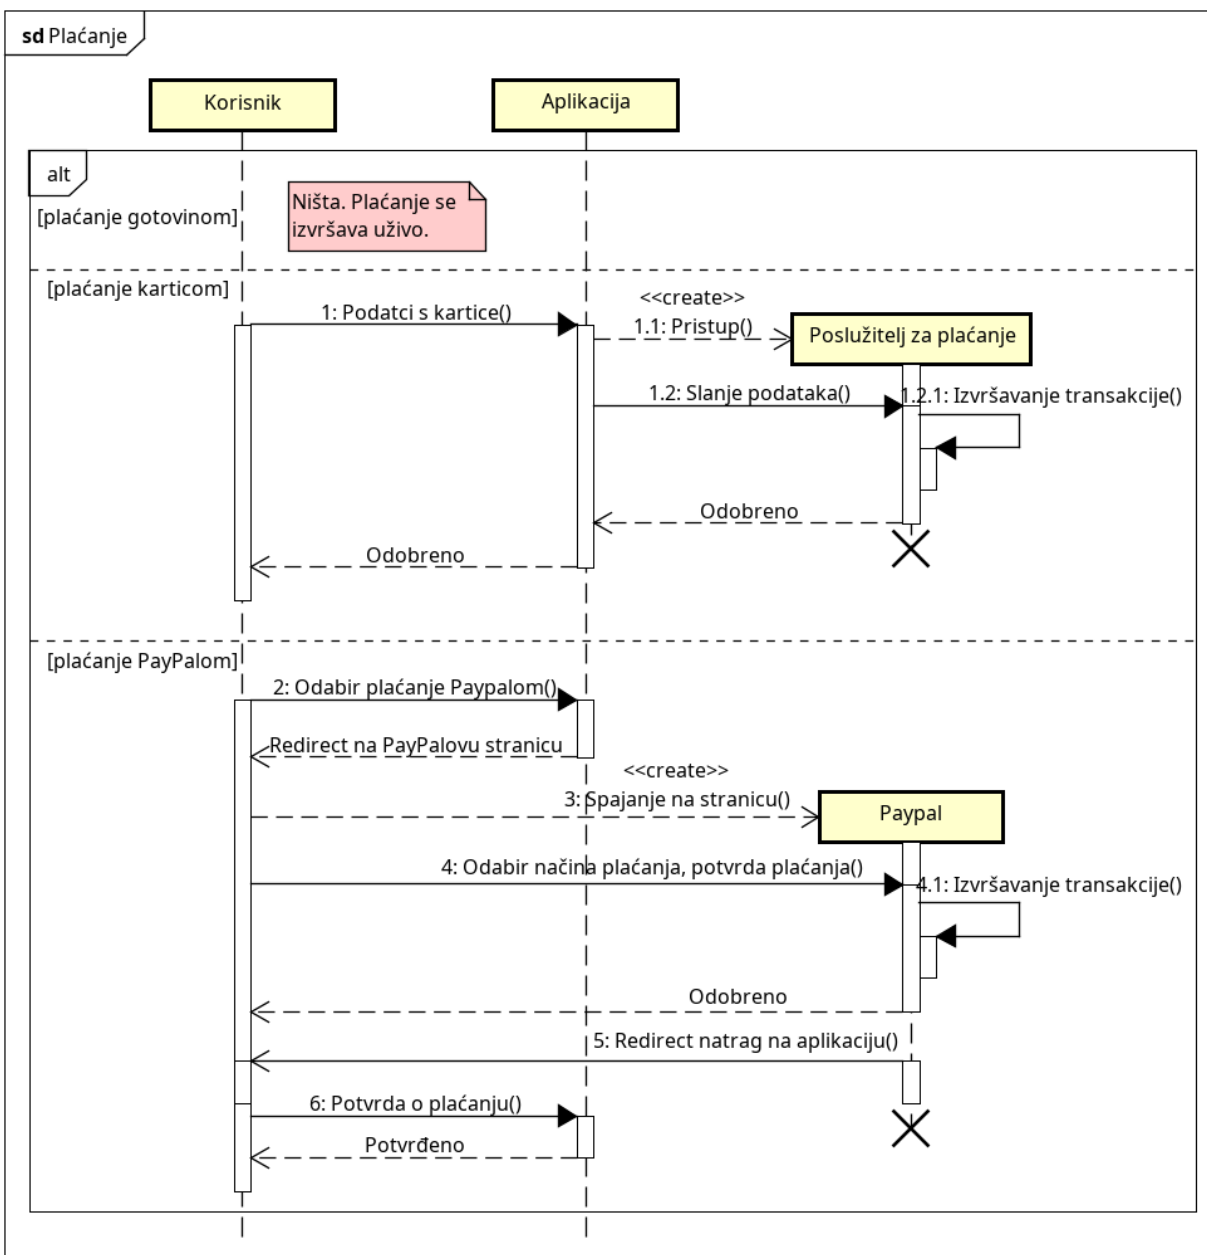 sd Plaćanje
Korisnik
Aplikacija
alt
[plaćanje gotovinom]
Ništa. Plaćanje se
izvršava uživo.
[plaćanje karticom]
1: Podatci s kartice()
<<create>>
1.1: Pristup()
Poslužitelj za plaćanje
1.2: Slanje podataka()
1.2.1: Izvršavanje transakcije()
Odobreno
Odobreno
[plaćanje PayPalom]
2: Odabir plaćanje Paypalom()
Redirect na PayPalovu stranicu
<<create>>
3: Spajanje na stranicu()
Paypal
4: Odabir načina plaćanja, potvrda plaćanja()
4.1: Izvršavanje transakcije()
Odobreno
5: Redirect natrag na aplikaciju()
6: Potvrda o plaćanju()
Potvrđeno